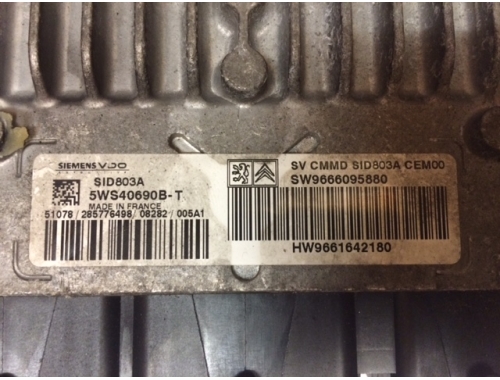 SIEMENS VDO
SID803A
5WS40690B-T
MADE IN FRANCE
51078 / 285776498 / 08282 / 005A1
SV CMMD SID803A CEM00
SW9666095880
HW9661642180